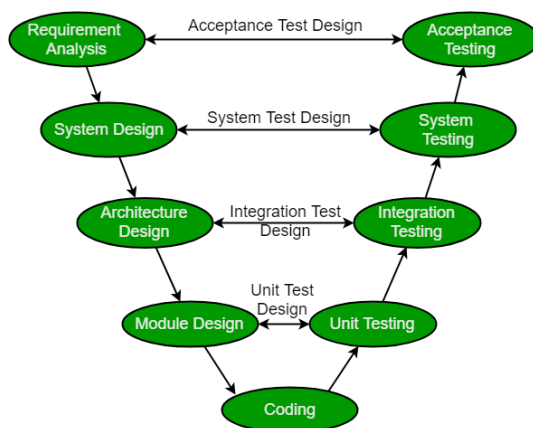 Requirement
Analysis
Acceptance Test Design
Acceptance
Testing
System Design
System Test Design
System
Testing
Architecture
Design
Integration Test
Design
Integration
Testing
Module Design
Unit Test
Design
Unit Testing
Coding